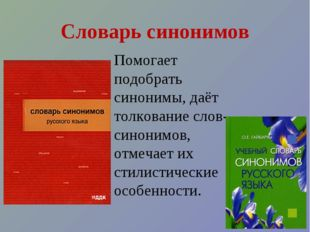 Словарь синонимов
Помогает
подобрать
синонимы, даёт
толкование слов-
синонимов,
отмечает их
стилистические
особенности.
словарь синонимов
русского языка
УЧЕБНЫЙ СЛОВАРЬ
СИНОНИМОВ
РУССКОГО
ЯЗЫКА